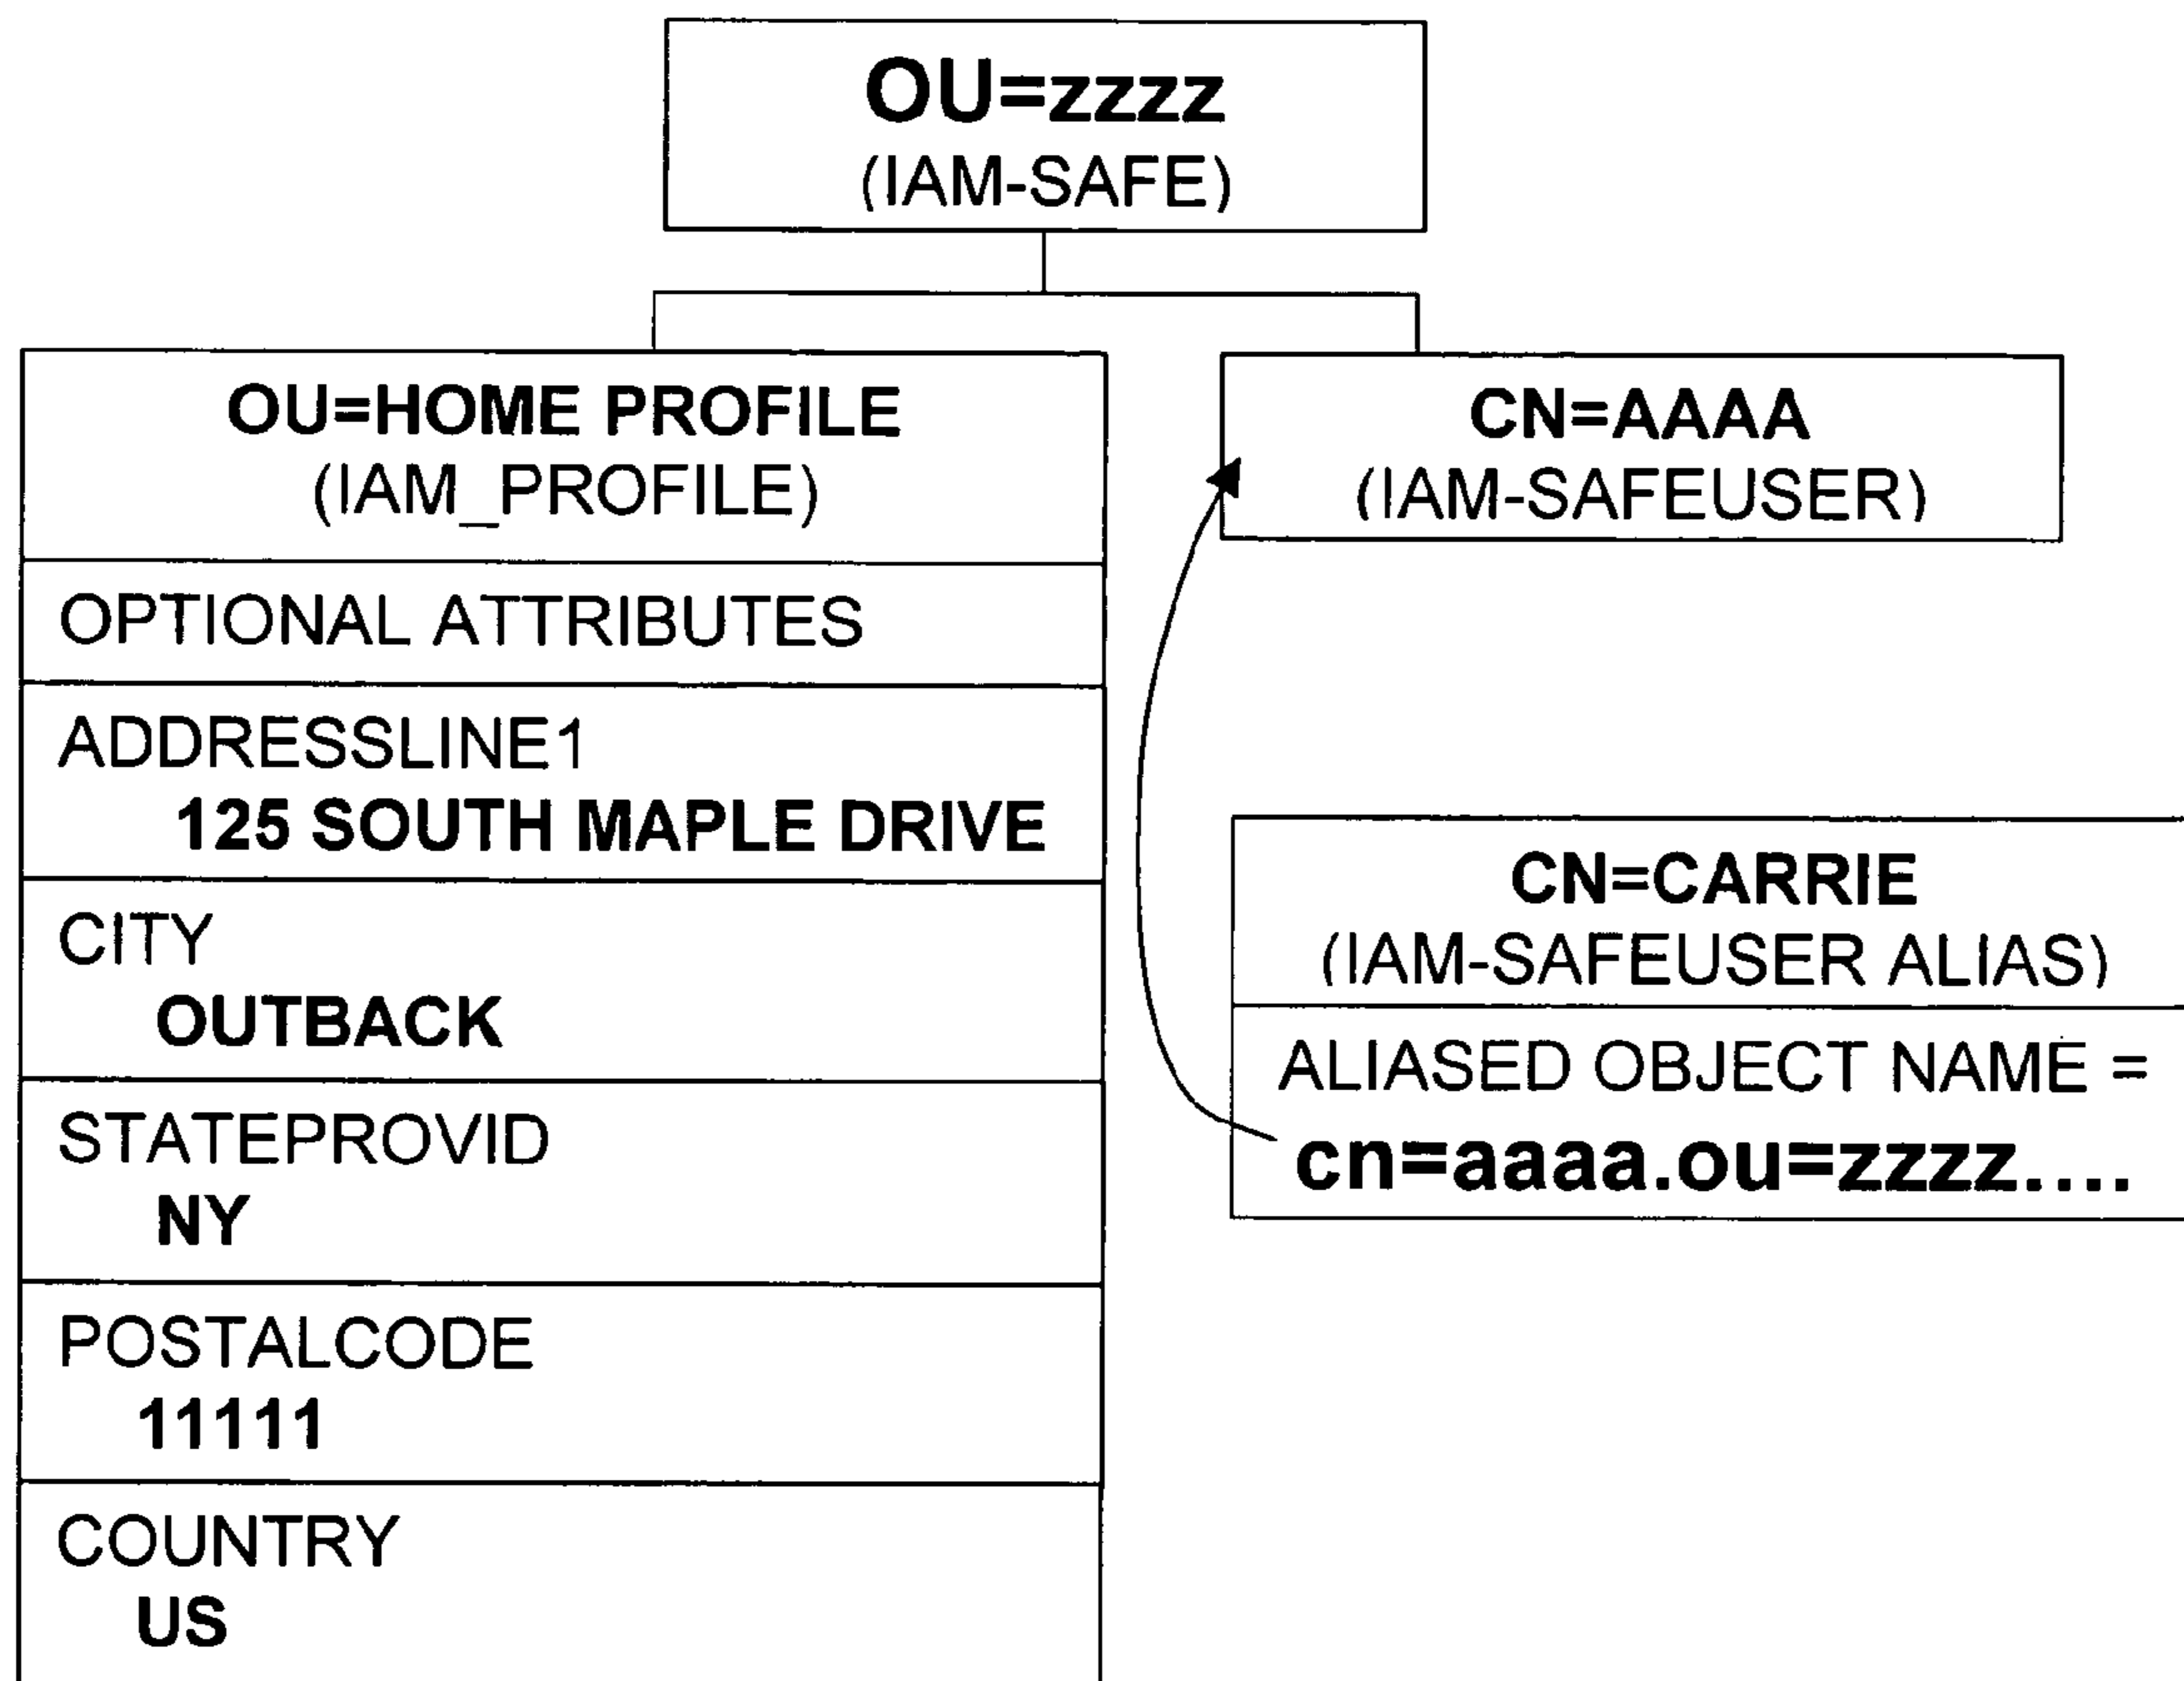 OU=zzzz
(IAM-SAFE)
OU=HOME PROFILE
(IAM_PROFILE)
OPTIONAL ATTRIBUTES
ADDRESSLINE1
125 SOUTH MAPLE DRIVE
CITY
OUTBACK
STATEPROVID
NY
POSTALCODE
11111
COUNTRY
US
CN=AAAA
(IAM-SAFEUSER)
CN=CARRIE
(IAM-SAFEUSER ALIAS)
ALIASED OBJECT NAME =
cn=aaaa.ou=zzzz....